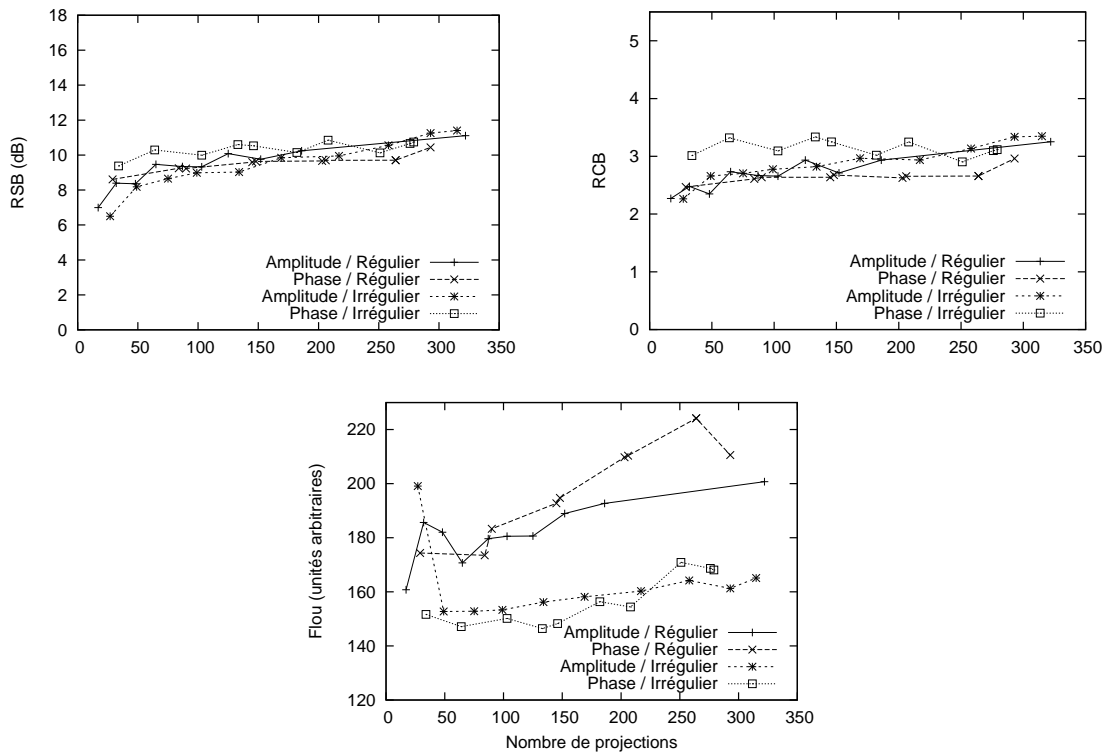 18
16
14
12
10
8
6
4
2
0
RSB (dB)
0 50 100 150 200 250 300 350
Amplitude / Régulier
Phase / Régulier
Amplitude / Irrégulier
Phase / Irrégulier
5
4
3
2
1
0
RCB
0 50 100 150 200 250 300 350
Amplitude / Régulier
Phase / Régulier
Amplitude / Irrégulier
Phase / Irrégulier
220
200
180
160
140
120
Flou (unités arbitraires)
0 50 100 150 200 250 300 350
Nombre de projections
Amplitude / Régulier
Phase / Régulier
Amplitude / Irrégulier
Phase / Irrégulier